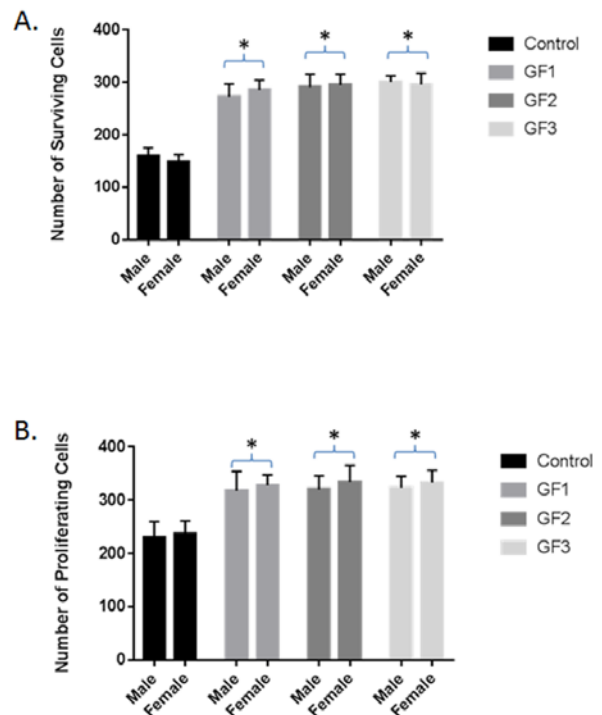 A.
Number of Surviving Cells
400
300
200
100
0
*
*
*
Male
Female
Male
Female
Male
Female
Male
Female
Control
GF1
GF2
GF3
B.
Number of Proliferating Cells
400
300
200
100
0
*
*
*
Male
Female
Male
Female
Male
Female
Male
Female
Control
GF1
GF2
GF3